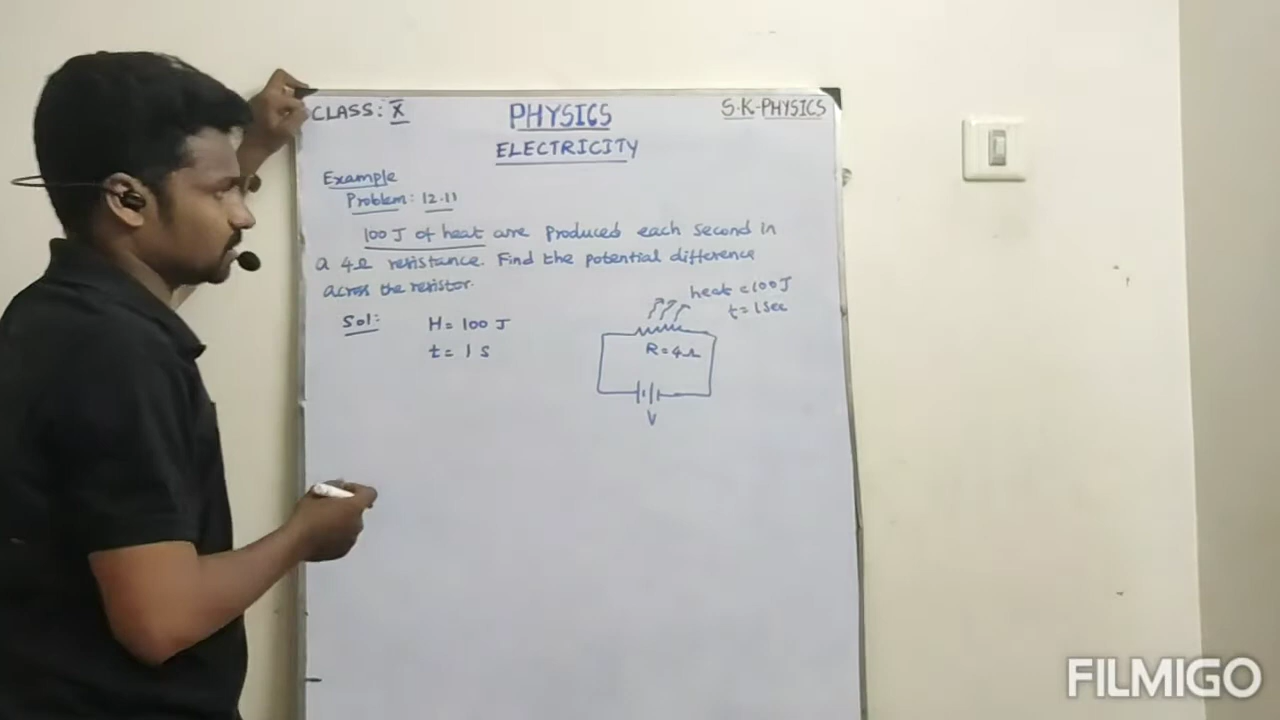 CLASS: X
PHYSICS
S.K-PHYSICS
ELECTRICITY
Example
Problem: 12.11
100 J of heat are produced each second in
a 4Ω resistance. Find the potential difference
across the resistor.
heat = 100J
t = 1 sec
Sol:
H = 100 J
t = 1 s
R = 4Ω
V
FILMIGO